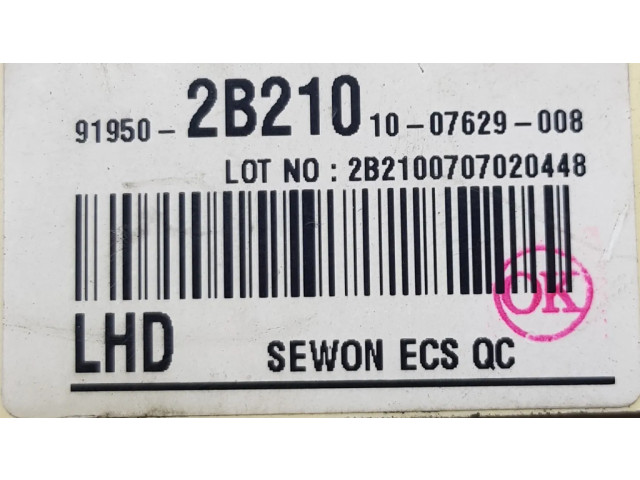 91950- 2B210 10-07629-008
LOT NO : 2B2100707020448
OK
LHD SEWON ECS QC